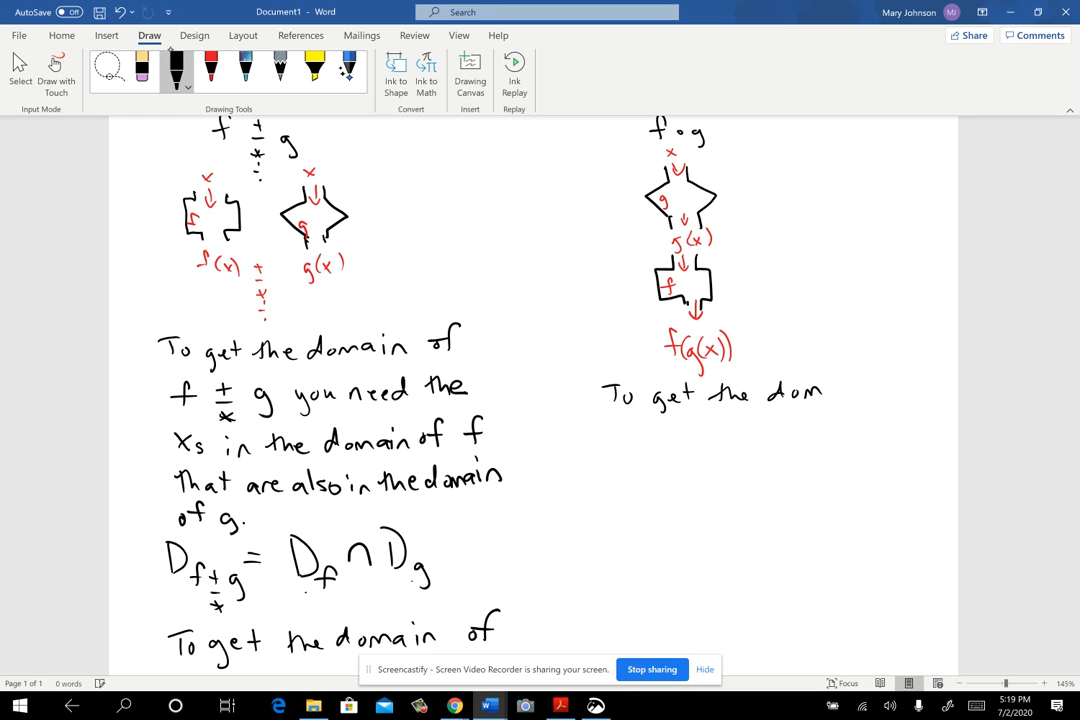 AutoSave Off
Document1 - Word
Search
Mary Johnson MJ
File Home Insert Draw Design Layout References Mailings Review View Help
Share Comments
Select
Draw with Touch
Ink to Shape
Ink to Math
Drawing Canvas
Ink Replay
Input Mode
Drawing Tools
Convert
Insert
Replay
f ± * ÷ g
x x
f g
f(x) ± * ÷ g(x)
To get the domain of
f ± * g you need the
xs in the domain of f
that are also in the domain
of g.
D f±*g = Df ∩ Dg
To get the domain of
f ∘ g
x
g
g(x)
f
f(g(x))
To get the dom
Screencastify - Screen Video Recorder is sharing your screen. Stop sharing Hide
Page 1 of 1 0 words
Focus
145%
5:19 PM
7/2/2020